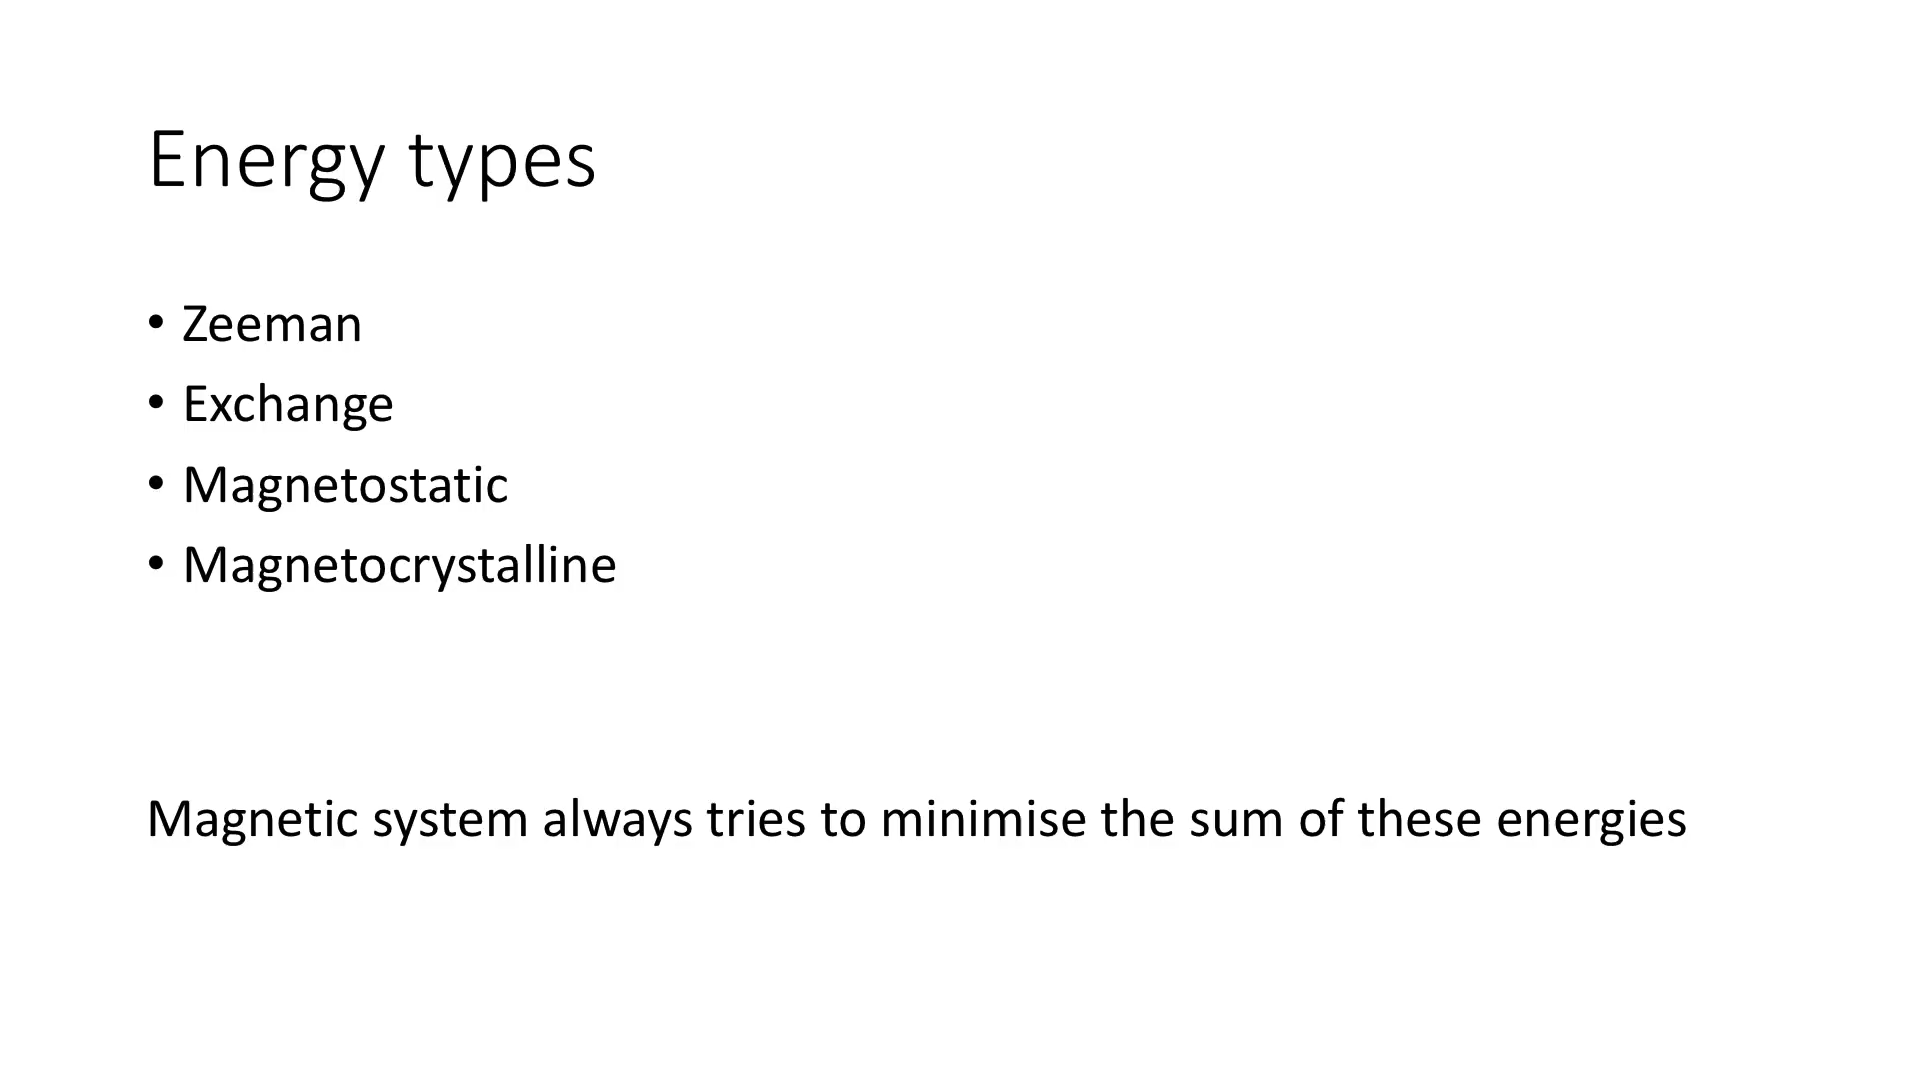 Energy types
• Zeeman
• Exchange
• Magnetostatic
• Magnetocrystalline
Magnetic system always tries to minimise the sum of these energies